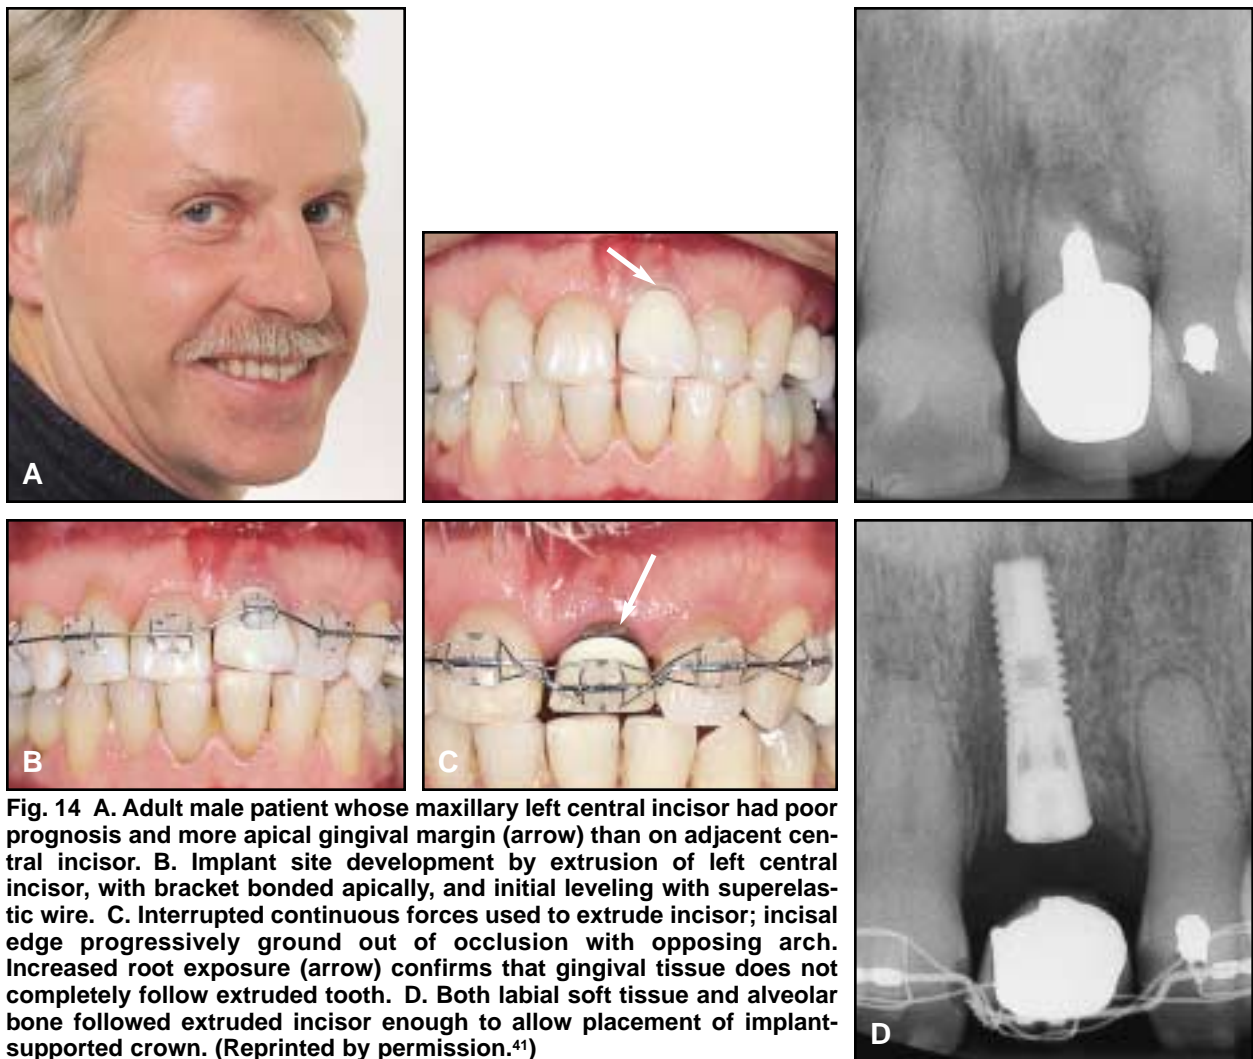 A
B
C
D
Fig. 14 A. Adult male patient whose maxillary left central incisor had poor
prognosis and more apical gingival margin (arrow) than on adjacent cen-
tral incisor. B. Implant site development by extrusion of left central
incisor, with bracket bonded apically, and initial leveling with superelas-
tic wire. C. Interrupted continuous forces used to extrude incisor; incisal
edge progressively ground out of occlusion with opposing arch.
Increased root exposure (arrow) confirms that gingival tissue does not
completely follow extruded tooth. D. Both labial soft tissue and alveolar
bone followed extruded incisor enough to allow placement of implant-
supported crown. (Reprinted by permission.⁴¹)